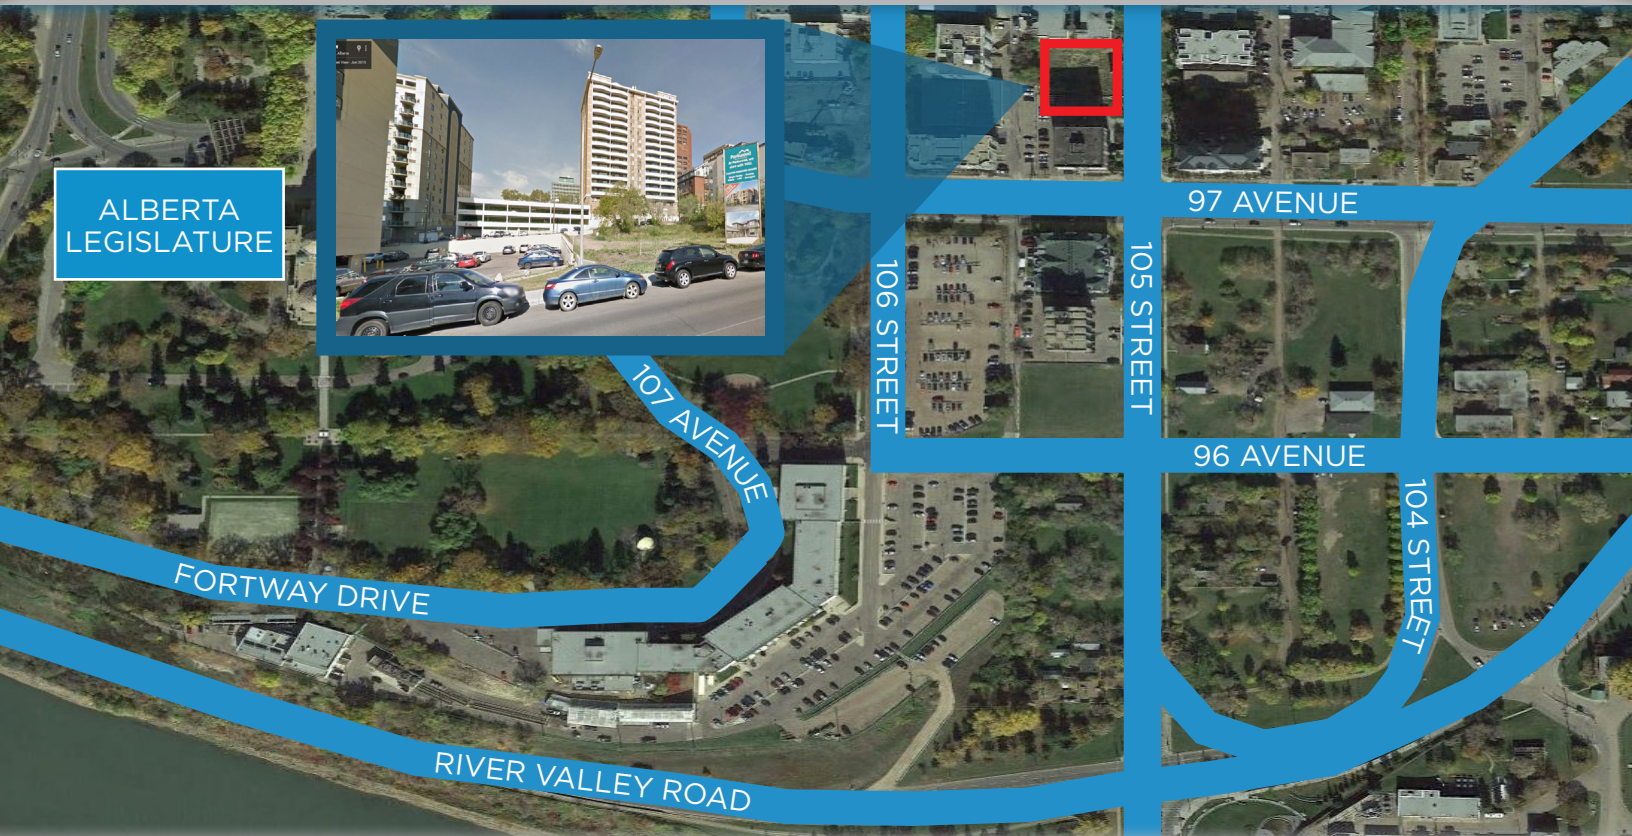 ALBERTA
LEGISLATURE
97 AVENUE
106 STREET
105 STREET
107 AVENUE
96 AVENUE
104 STREET
FORTWAY DRIVE
RIVER VALLEY ROAD